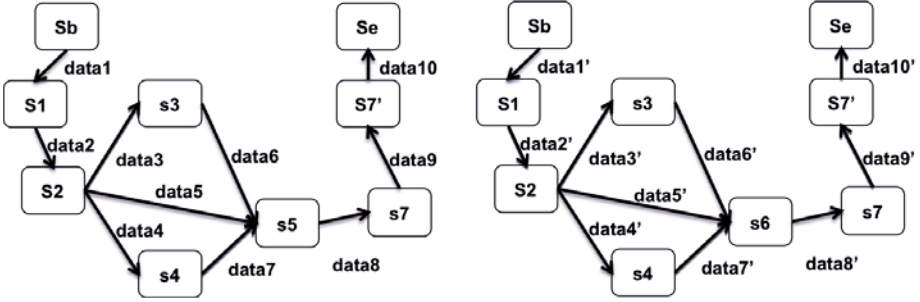 Sb
data1
S1
data2
S2
data3
s3
data6
data5
data4
s4
data7
s5
data8
s7
data9
S7’
data10
Se
Sb
data1’
S1
data2’
S2
data3’
s3
data6’
data5’
data4’
s4
data7’
s6
data8’
s7
data9’
S7’
data10’
Se